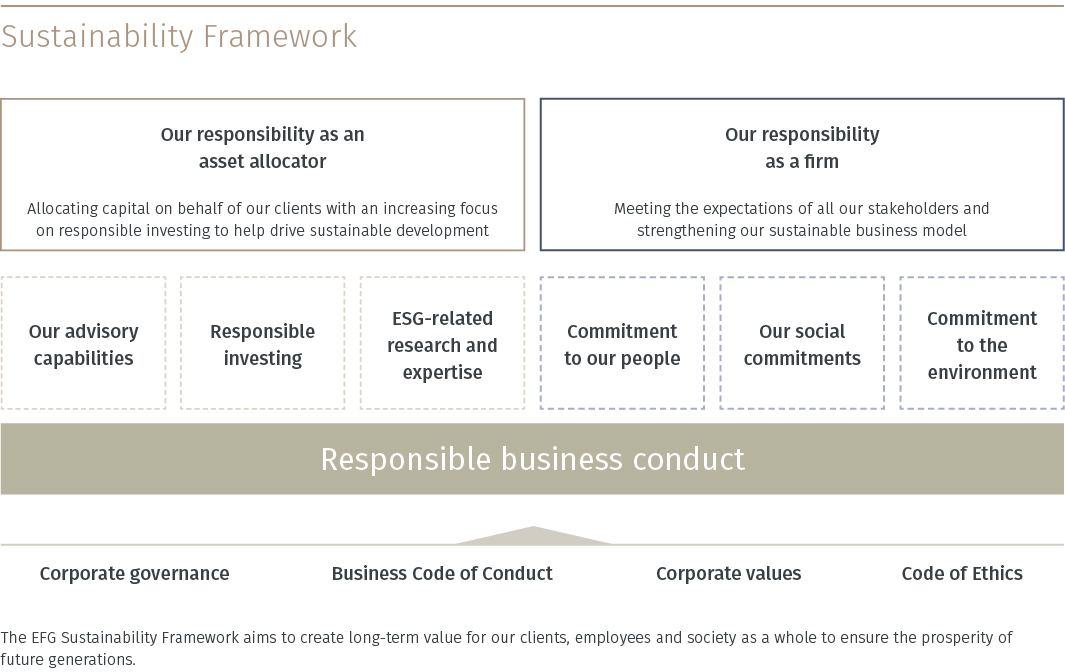 Sustainability Framework
Our responsibility as an
asset allocator
Allocating capital on behalf of our clients with an increasing focus
on responsible investing to help drive sustainable development
Our responsibility
as a firm
Meeting the expectations of all our stakeholders and
strengthening our sustainable business model
Our advisory
capabilities
Responsible
investing
ESG-related
research and
expertise
Commitment
to our people
Our social
commitments
Commitment
to the
environment
Responsible business conduct
Corporate governance
Business Code of Conduct
Corporate values
Code of Ethics
The EFG Sustainability Framework aims to create long-term value for our clients, employees and society as a whole to ensure the prosperity of
future generations.